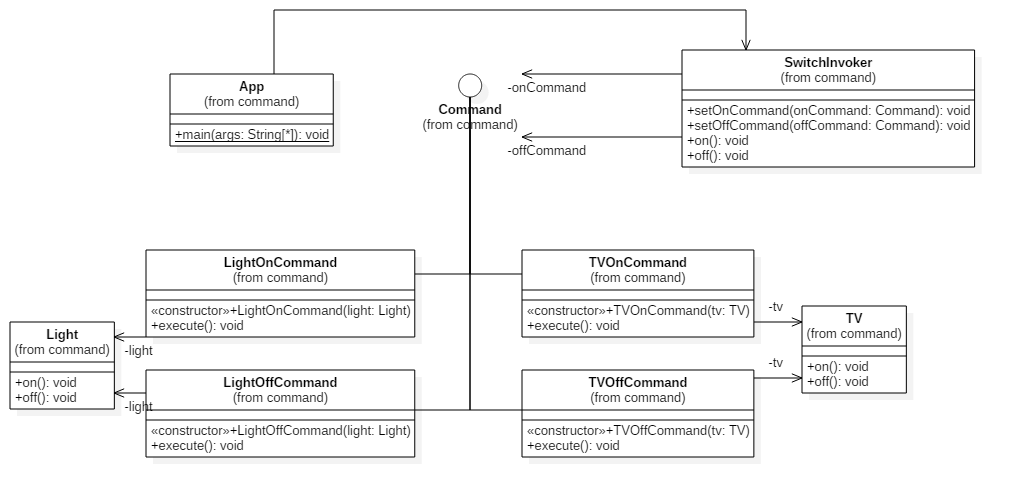 App
(from command)
+main(args: String[*]): void
Command
(from command)
-onCommand
-offCommand
SwitchInvoker
(from command)
+setOnCommand(onCommand: Command): void
+setOffCommand(offCommand: Command): void
+on(): void
+off(): void
LightOnCommand
(from command)
«constructor»+LightOnCommand(light: Light)
+execute(): void
TVOnCommand
(from command)
«constructor»+TVOnCommand(tv: TV)
+execute(): void
Light
(from command)
+on(): void
+off(): void
-light
-light
-tv
-tv
TV
(from command)
+on(): void
+off(): void
LightOffCommand
(from command)
«constructor»+LightOffCommand(light: Light)
+execute(): void
TVOffCommand
(from command)
«constructor»+TVOffCommand(tv: TV)
+execute(): void